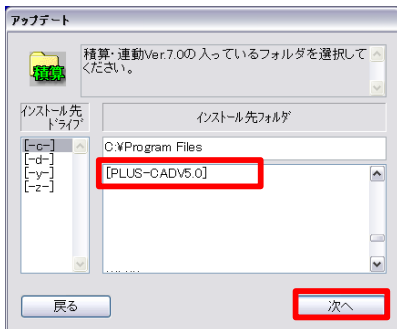 アップデート
積算・連動Ver.7.0の入っているフォルダを選択して
ください。
積算
インストール先
ドライブ
インストール先フォルダ
[-c-]
[-d-]
[-y-]
[-z-]
C:¥Program Files
[PLUS-CADV5.0]
戻る
次へ